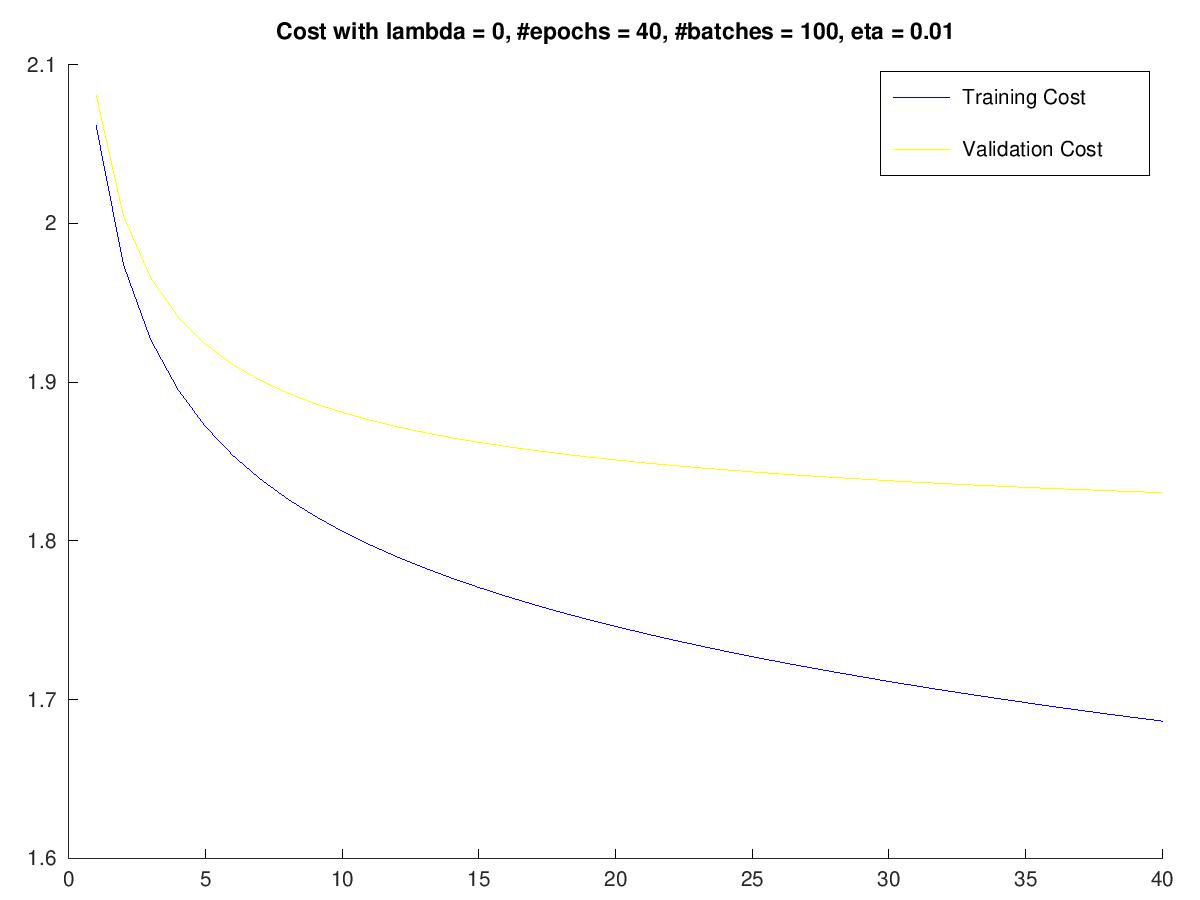 Cost with lambda = 0, #epochs = 40, #batches = 100, eta = 0.01
2.1
Training Cost
Validation Cost
2
1.9
1.8
1.7
1.6
0 5 10 15 20 25 30 35 40